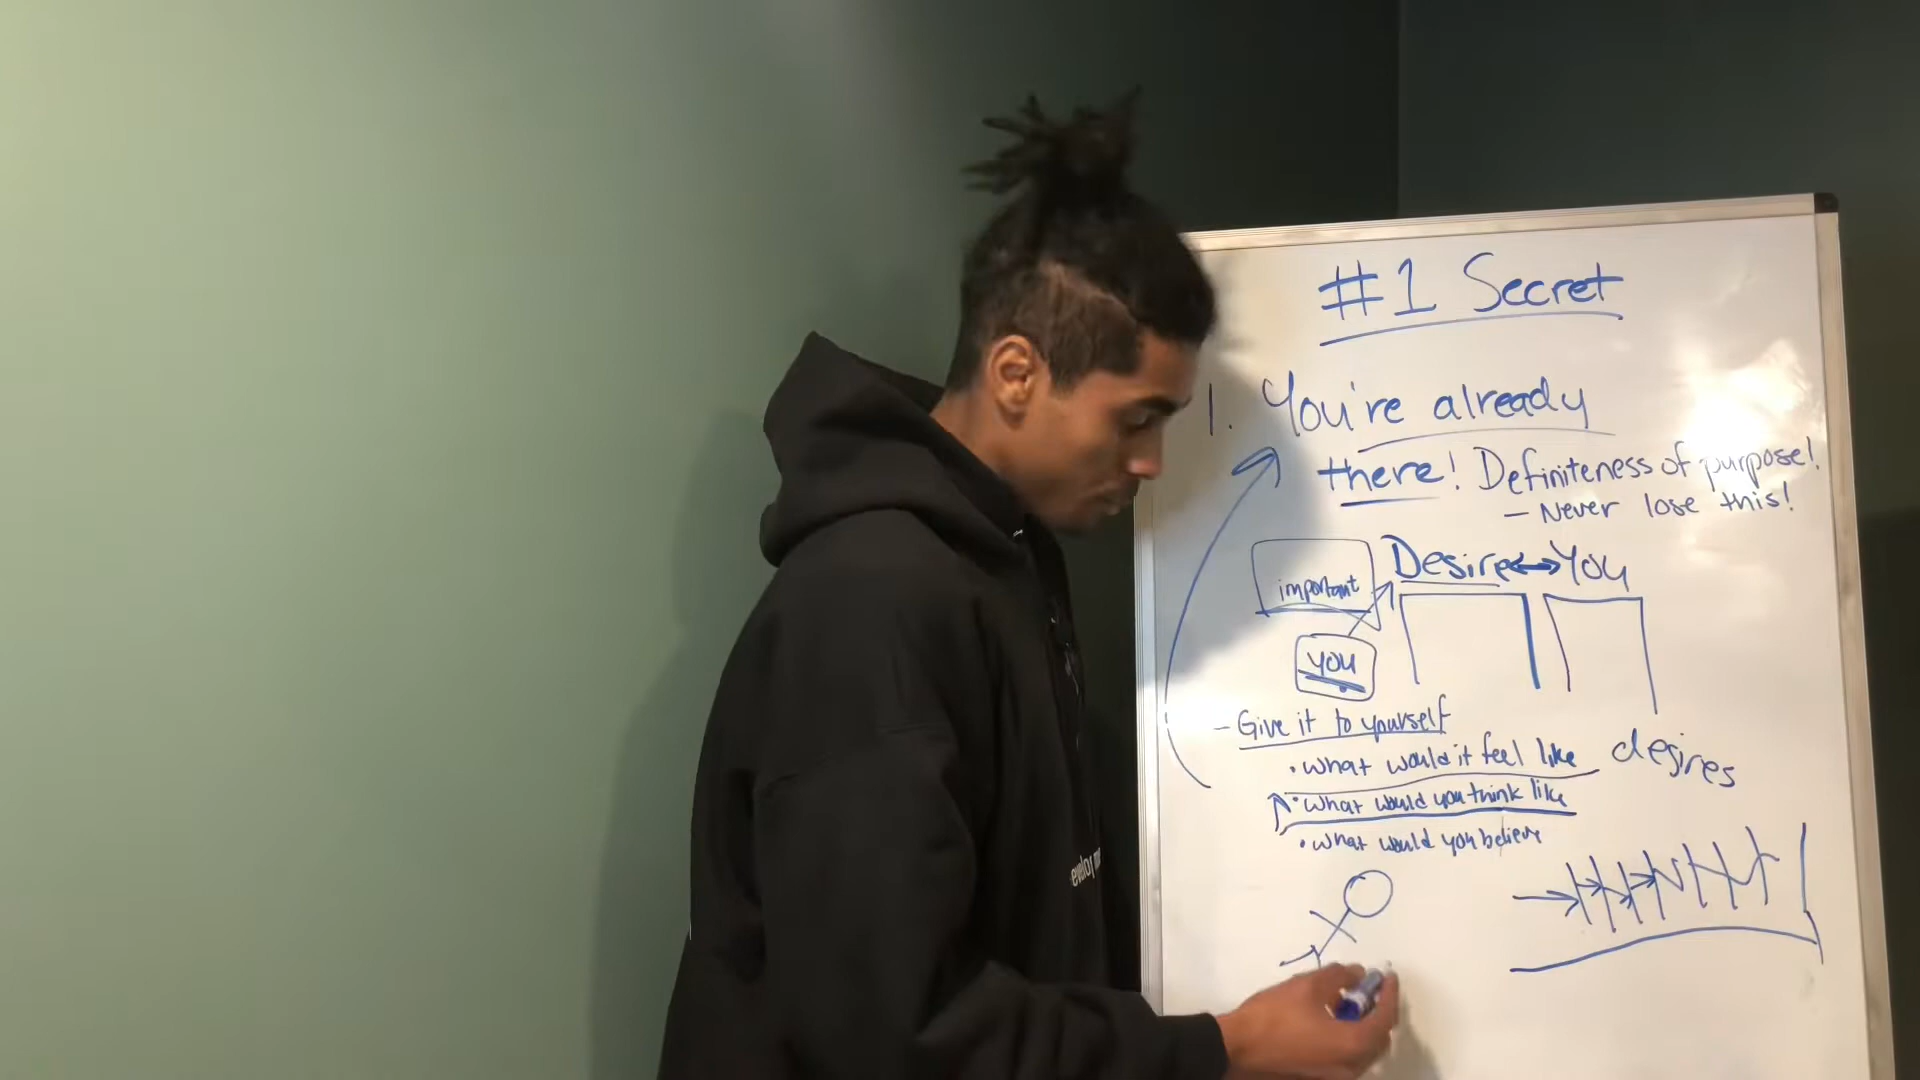 #1 Secret
1. You're already
there! Definiteness of purpose!
- Never lose this!
Desire↔You
important
you
- Give it to yourself
• what would it feel like
desires
• what would you think like
• what would you believe